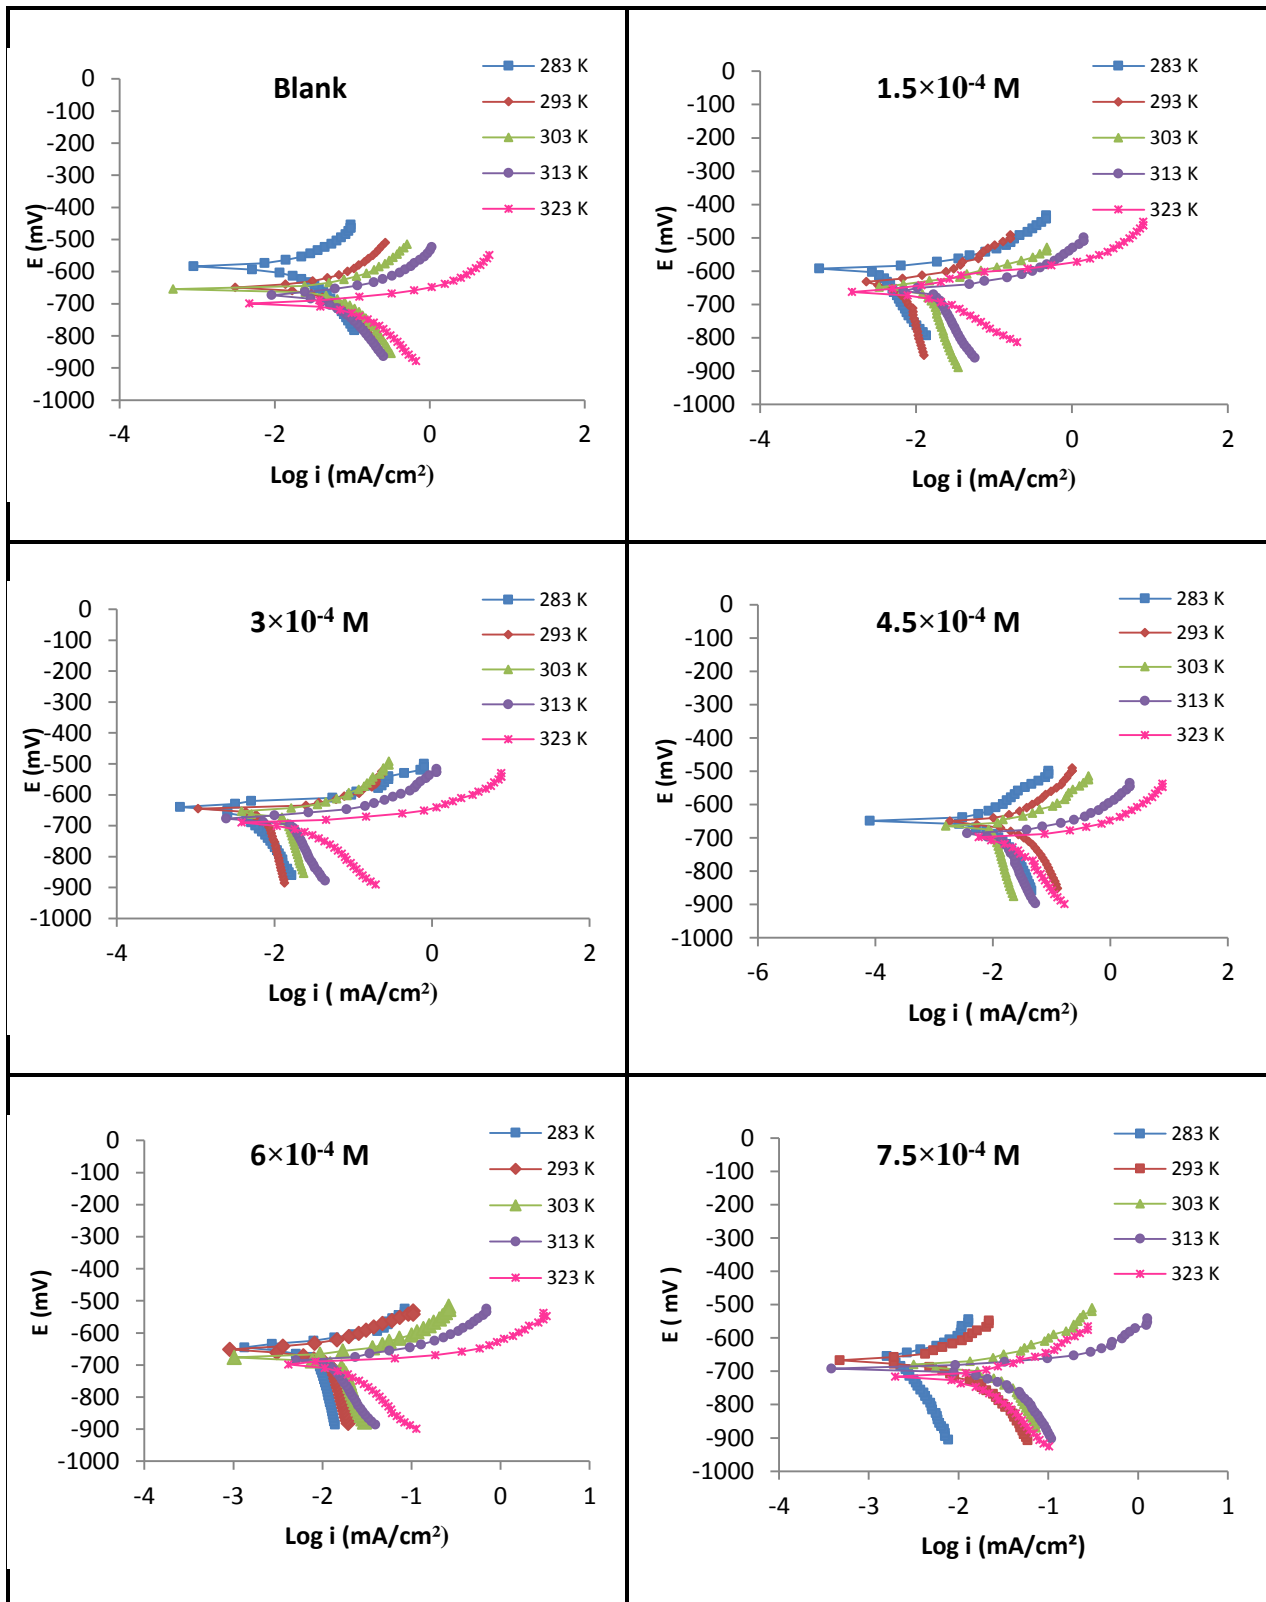 Blank
283 K
293 K
303 K
313 K
323 K
0
-100
-200
-300
-400
-500
-600
-700
-800
-900
-1000
E (mV)
-4 -2 0 2
Log i (mA/cm²)
1.5×10⁻⁴ M
283 K
293 K
303 K
313 K
323 K
0
-100
-200
-300
-400
-500
-600
-700
-800
-900
-1000
E (mV)
-4 -2 0 2
Log i (mA/cm²)
3×10⁻⁴ M
283 K
293 K
303 K
313 K
323 K
0
-100
-200
-300
-400
-500
-600
-700
-800
-900
-1000
E (mV)
-4 -2 0 2
Log i ( mA/cm²)
4.5×10⁻⁴ M
283 K
293 K
303 K
313 K
323 K
0
-100
-200
-300
-400
-500
-600
-700
-800
-900
-1000
E (mV)
-6 -4 -2 0 2
Log i ( mA/cm²)
6×10⁻⁴ M
283 K
293 K
303 K
313 K
323 K
0
-100
-200
-300
-400
-500
-600
-700
-800
-900
-1000
E (mV)
-4 -3 -2 -1 0 1
Log i (mA/cm²)
7.5×10⁻⁴ M
283 K
293 K
303 K
313 K
323 K
0
-100
-200
-300
-400
-500
-600
-700
-800
-900
-1000
E ( mV )
-4 -3 -2 -1 0 1
Log i (mA/cm²)